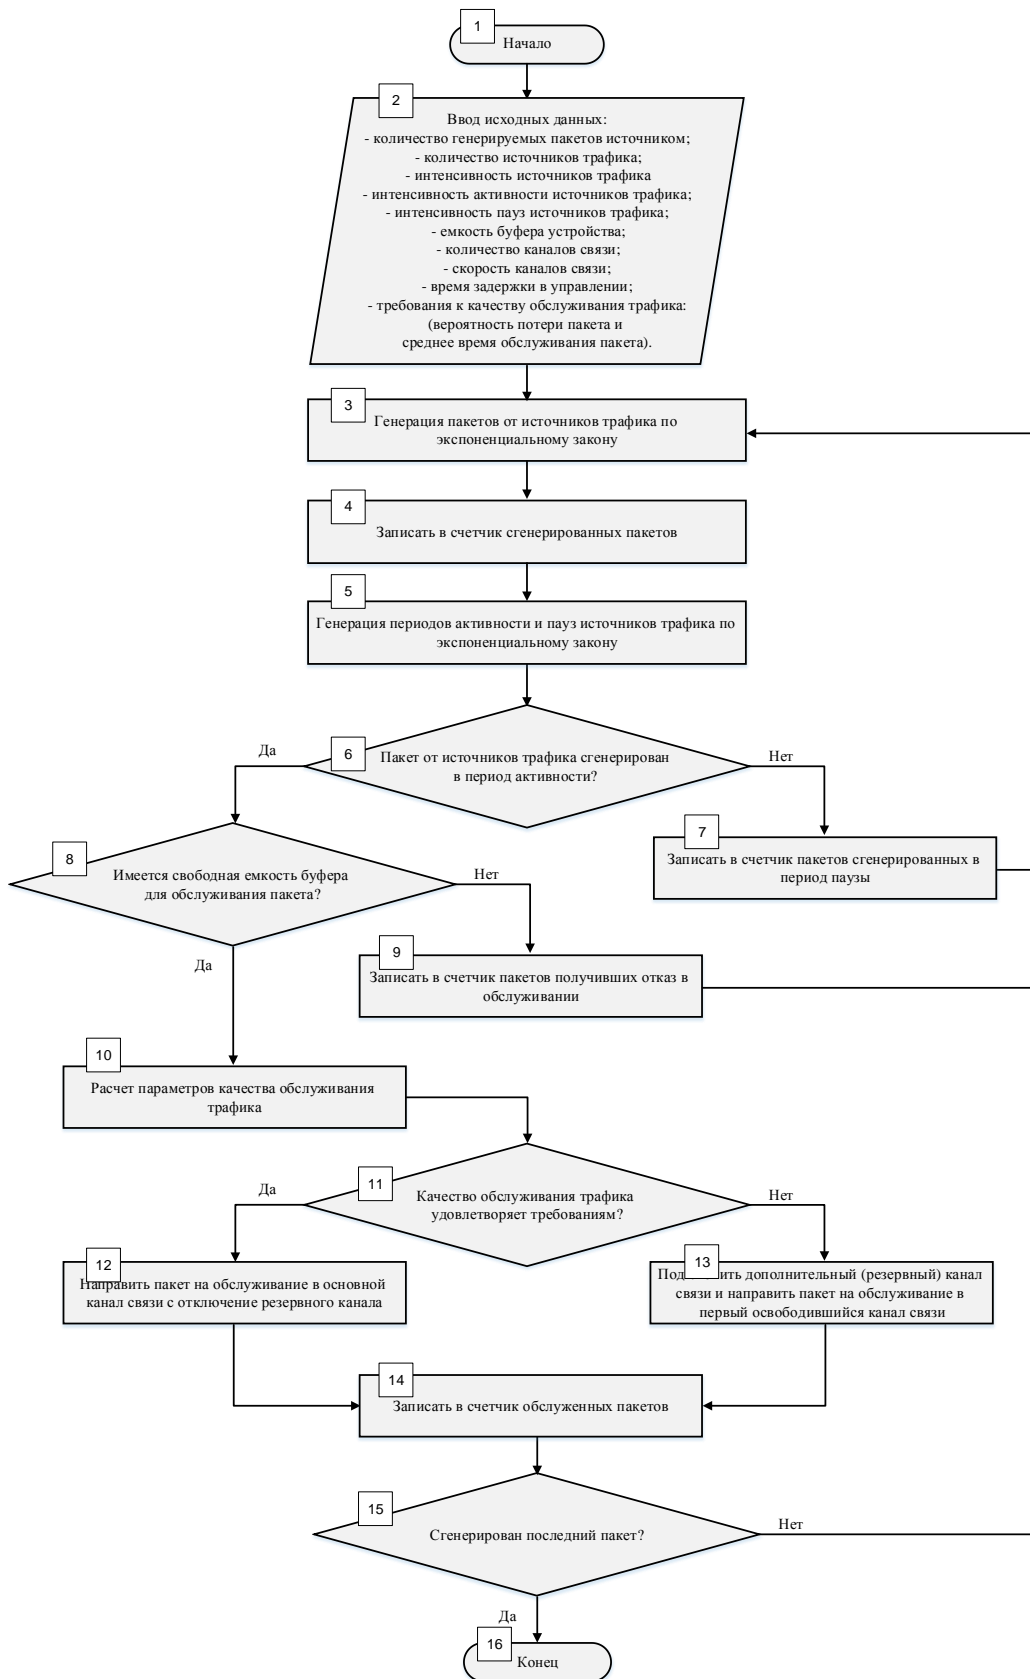 1
Начало
2
Ввод исходных данных:
- количество генерируемых пакетов источником;
- количество источников трафика;
- интенсивность источников трафика
- интенсивность активности источников трафика;
- интенсивность пауз источников трафика;
- емкость буфера устройства;
- количество каналов связи;
- скорость каналов связи;
- время задержки в управлении;
- требования к качеству обслуживания трафика:
(вероятность потери пакета и
среднее время обслуживания пакета).
3
Генерация пакетов от источников трафика по
экспоненциальному закону
4
Записать в счетчик сгенерированных пакетов
5
Генерация периодов активности и пауз источников трафика по
экспоненциальному закону
6
Пакет от источников трафика сгенерирован
в период активности?
Да
Нет
7
Записать в счетчик пакетов сгенерированных в
период паузы
8
Имеется свободная емкость буфера
для обслуживания пакета?
Нет
Да
9
Записать в счетчик пакетов получивших отказ в
обслуживании
10
Расчет параметров качества обслуживания
трафика
11
Качество обслуживания трафика
удовлетворяет требованиям?
Да
Нет
12
Направить пакет на обслуживание в основной
канал связи с отключение резервного канала
13
дополнительный (резервный) канал
связи и направить пакет на обслуживание в
первый освободившийся канал связи
14
Записать в счетчик обслуженных пакетов
15
Сгенерирован последний пакет?
Нет
Да
16
Конец